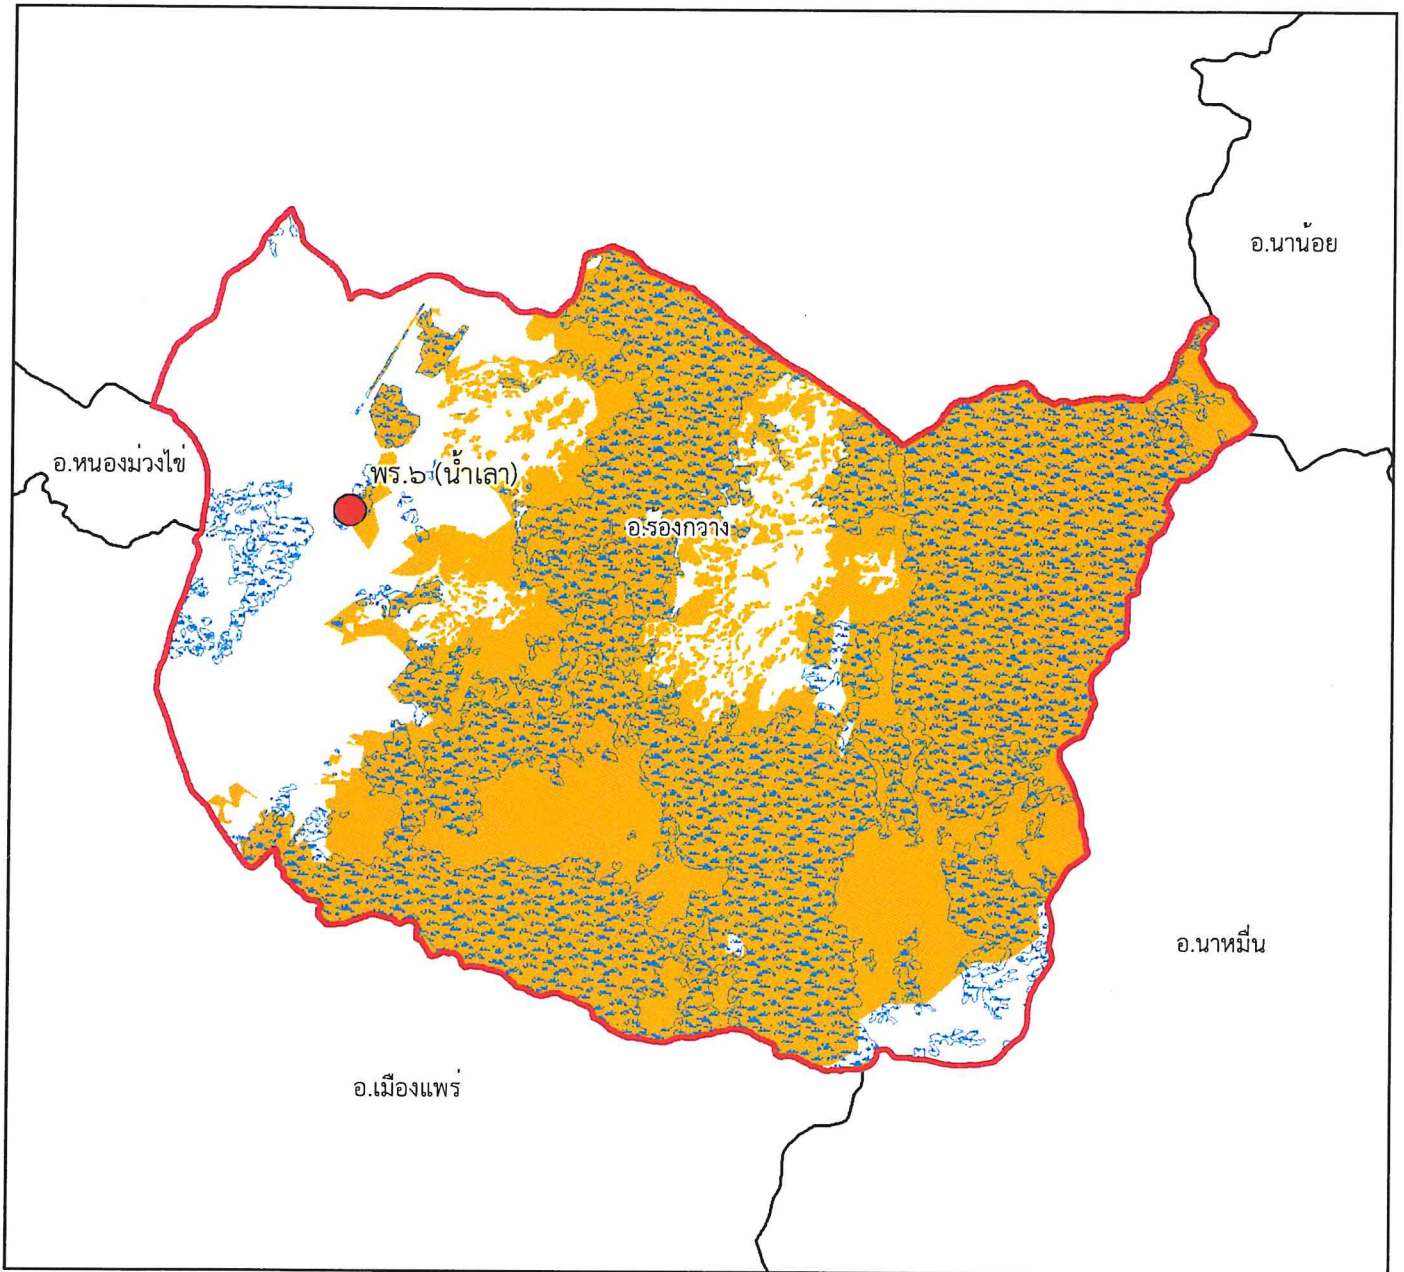 อ.นาน้อย
อ.หนองม่วงไข่
พร.๖ (น้ำเลา)
อ.ร้องกวาง
อ.นาหมื่น
อ.เมืองแพร่